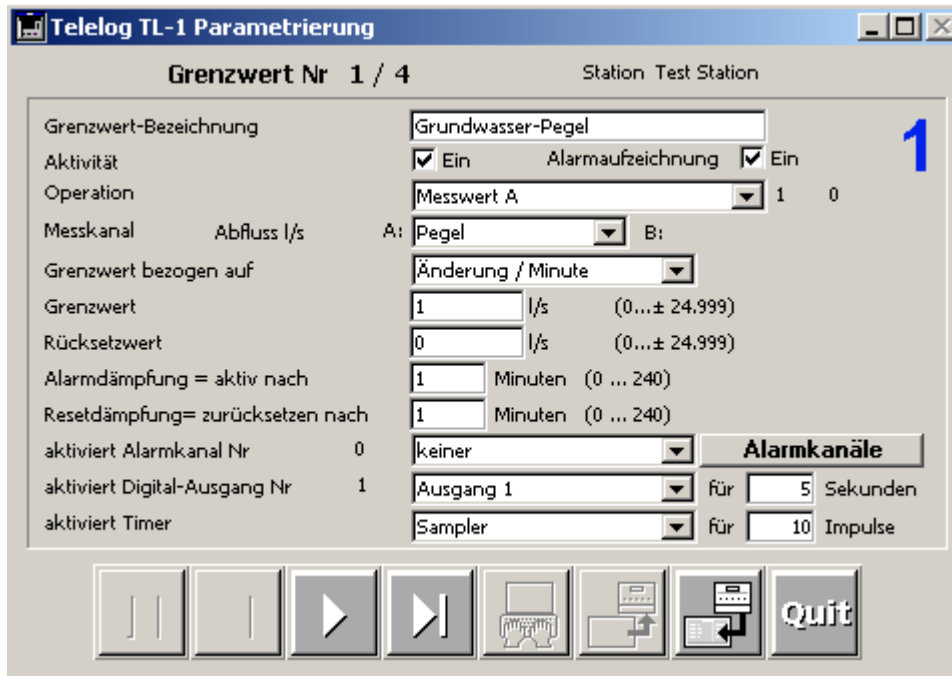 Telelog TL-1 Parametrierung
Grenzwert Nr 1 / 4 Station Test Station
1
Grenzwert-Bezeichnung Grundwasser-Pegel
Aktivität Ein Alarmaufzeichnung Ein
Operation Messwert A 1 0
Messkanal Abfluss l/s A: Pegel B:
Grenzwert bezogen auf Änderung / Minute
Grenzwert 1 l/s (0...± 24.999)
Rücksetzwert 0 l/s (0...± 24.999)
Alarmdämpfung = aktiv nach 1 Minuten (0 ... 240)
Resetdämpfung= zurücksetzen nach 1 Minuten (0 ... 240)
aktiviert Alarmkanal Nr 0 keiner Alarmkanäle
aktiviert Digital-Ausgang Nr 1 Ausgang 1 für 5 Sekunden
aktiviert Timer Sampler für 10 Impulse
Quit